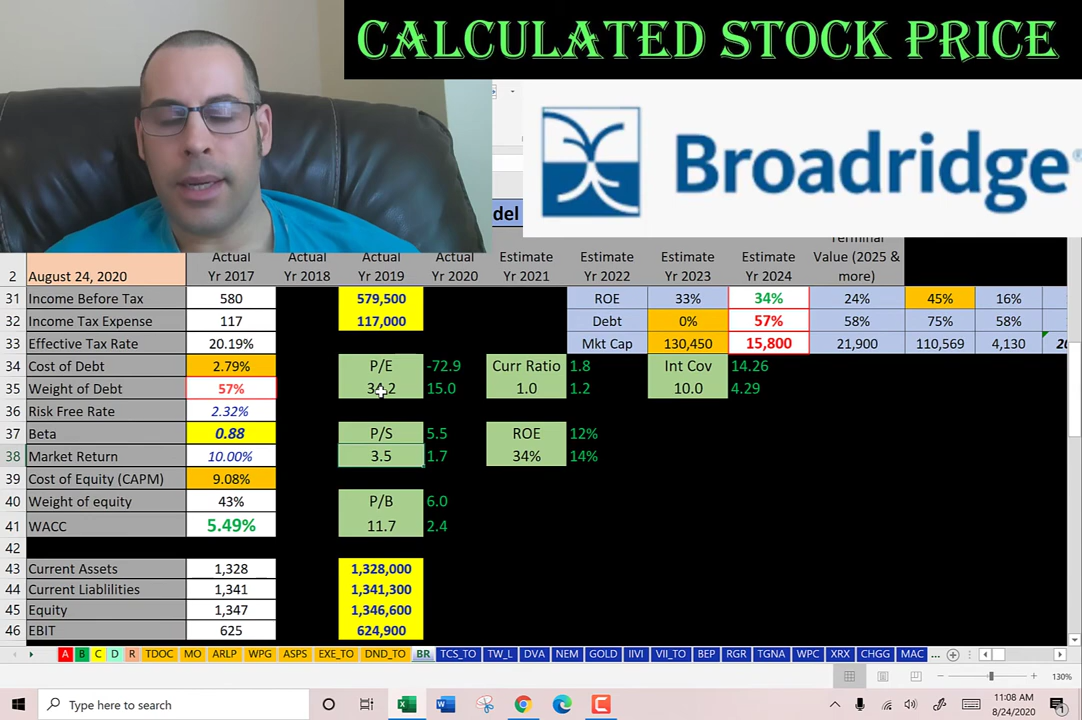 CALCULATED STOCK PRICE
Broadridge®
del
Actual Actual Actual Actual Estimate Estimate Estimate Estimate Value (2025 &
2 August 24, 2020 Yr 2017 Yr 2018 Yr 2019 Yr 2020 Yr 2021 Yr 2022 Yr 2023 Yr 2024 more)
31 Income Before Tax 580 579,500 ROE 33% 34% 24% 45% 16%
32 Income Tax Expense 117 117,000 Debt 0% 57% 58% 75% 58%
33 Effective Tax Rate 20.19% Mkt Cap 130,450 15,800 21,900 110,569 4,130
34 Cost of Debt 2.79% P/E -72.9 Curr Ratio 1.8 Int Cov 14.26
35 Weight of Debt 57% 15.0 1.0 1.2 10.0 4.29
36 Risk Free Rate 2.32%
37 Beta 0.88 P/S 5.5 ROE 12%
38 Market Return 10.00% 3.5 1.7 34% 14%
39 Cost of Equity (CAPM) 9.08%
40 Weight of equity 43% P/B 6.0
41 WACC 5.49% 11.7 2.4
42
43 Current Assets 1,328 1,328,000
44 Current Liablilities 1,341 1,341,300
45 Equity 1,347 1,346,600
46 EBIT 625 624,900
A B C D R TDOC MO ARLP WPG ASPS EXE_TO DND_TO BR TCS_TO TW_L DVA NEM GOLD IIVI VII_TO BEP RGR TGNA WPC XRX CHGG MAC ...
130%
Type here to search
11:08 AM
8/24/2020